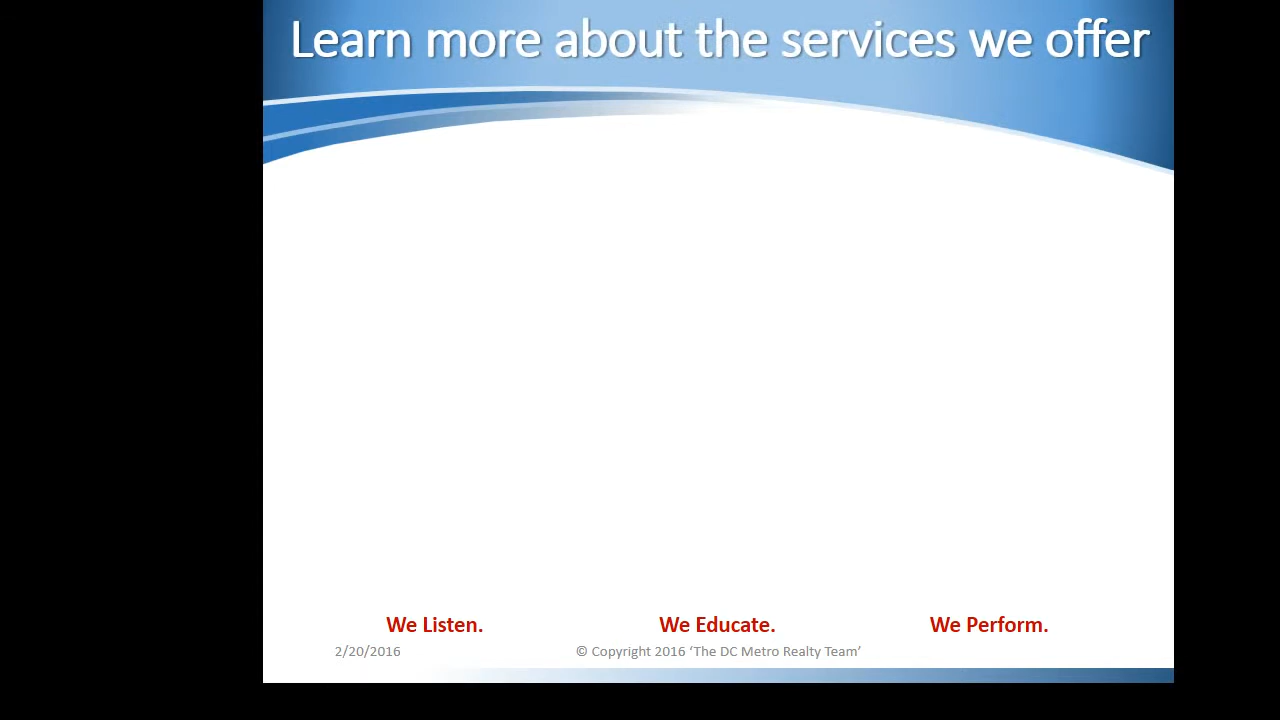 Learn more about the services we offer
We Listen. We Educate. We Perform.
2/20/2016 © Copyright 2016 ‘The DC Metro Realty Team’